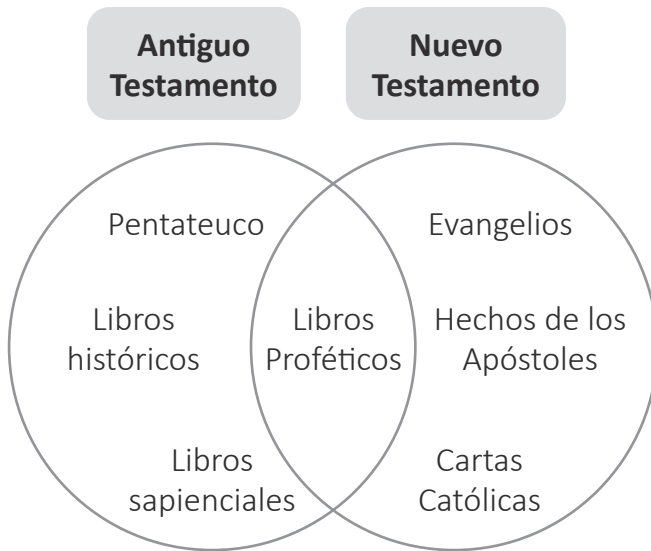 Antiguo
Testamento
Nuevo
Testamento
Pentateuco
Evangelios
Libros
históricos
Libros
Proféticos
Hechos de los
Apóstoles
Libros
sapienciales
Cartas
Católicas